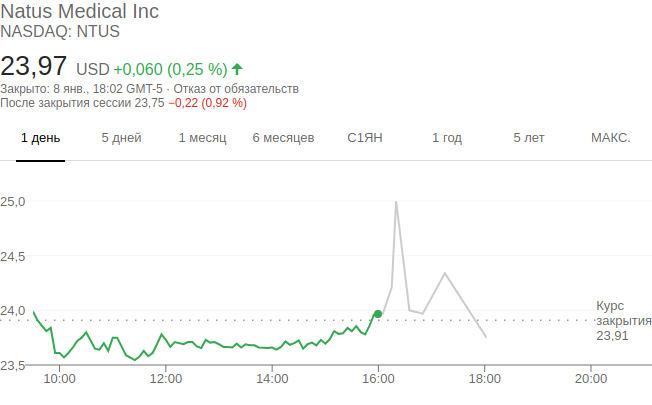 Natus Medical Inc
NASDAQ: NTUS
23,97 USD +0,060 (0,25 %)
Закрыто: 8 янв., 18:02 GMT-5 · Отказ от обязательств
После закрытия сессии 23,75 −0,22 (0,92 %)
1 день 5 дней 1 месяц 6 месяцев С1ЯН 1 год 5 лет МАКС.
25,0
24,5
24,0
Курс
закрытия
23,91
23,5
10:00 12:00 14:00 16:00 18:00 20:00